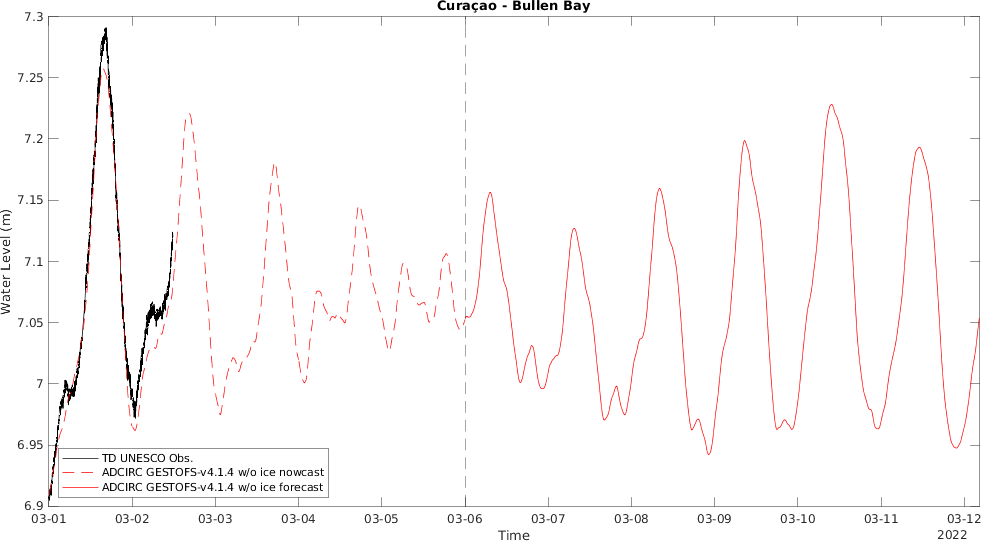 Curaçao - Bullen Bay
7.3
7.25
7.2
7.15
7.1
7.05
7
6.95
6.9
Water Level (m)
TD UNESCO Obs.
ADCIRC GESTOFS-v4.1.4 w/o ice nowcast
ADCIRC GESTOFS-v4.1.4 w/o ice forecast
03-01 03-02 03-03 03-04 03-05 03-06 03-07 03-08 03-09 03-10 03-11 03-12
Time
2022